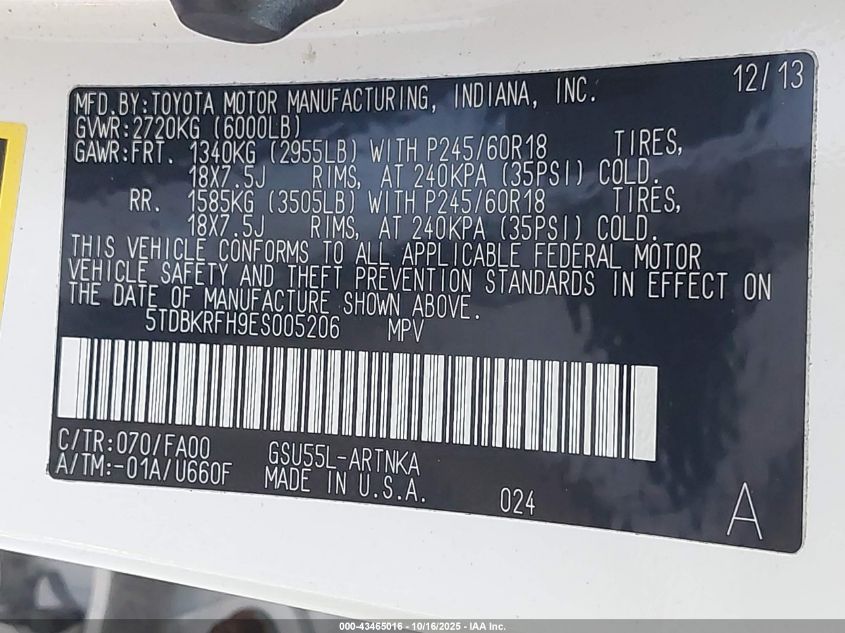 12/13
MFD.BY:TOYOTA MOTOR MANUFACTURING, INDIANA, INC.
GVWR:2720KG (6000LB)
GAWR:FRT. 1340KG (2955LB) WITH P245/60R18 TIRES,
18X7.5J RIMS, AT 240KPA (35PSI) COLD.
RR. 1585KG (3505LB) WITH P245/60R18 TIRES,
18X7.5J RIMS, AT 240KPA (35PSI) COLD.
THIS VEHICLE CONFORMS TO ALL APPLICABLE FEDERAL MOTOR
VEHICLE SAFETY AND THEFT PREVENTION STANDARDS IN EFFECT ON
THE DATE OF MANUFACTURE SHOWN ABOVE.
5TDBKRFH9ES005206 MPV
C/TR:070/FA00 GSU55L-ARTNKA
A/TM:-01A/U660F MADE IN U.S.A. 024 A
000-43465016 - 10/16/2025 - IAA Inc.